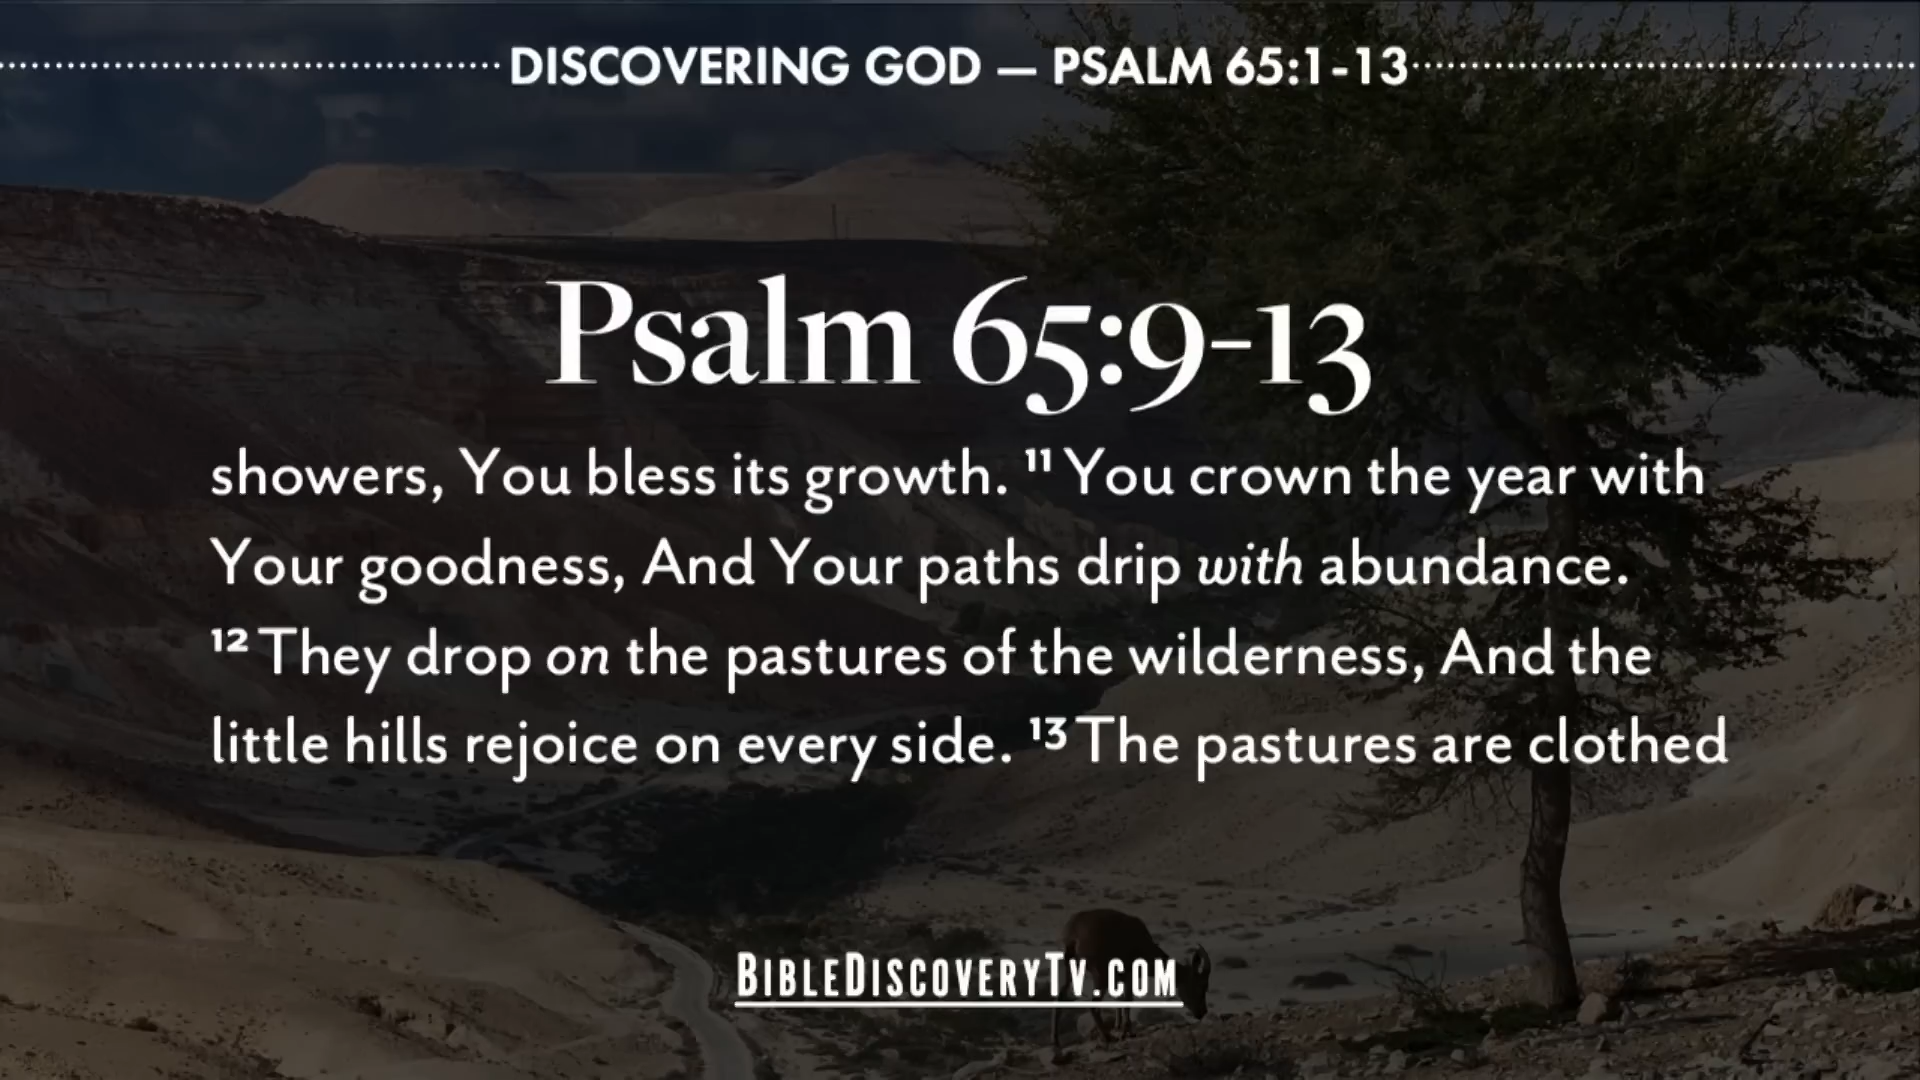 DISCOVERING GOD — PSALM 65:1-13
Psalm 65:9-13
showers, You bless its growth. ¹¹ You crown the year with
Your goodness, And Your paths drip with abundance.
¹² They drop on the pastures of the wilderness, And the
little hills rejoice on every side. ¹³ The pastures are clothed
BIBLEDISCOVERYTV.COM